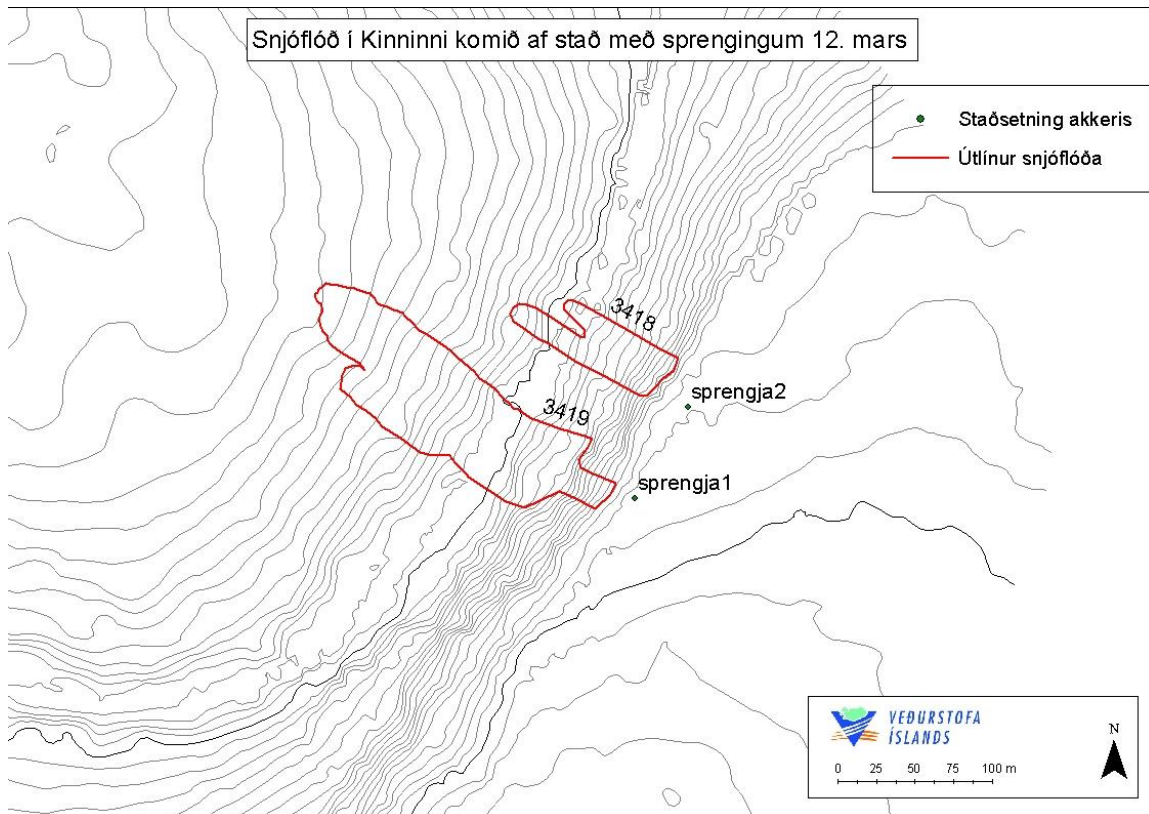 Snjóflóð í Kinninni komið af stað með sprengingum 12. mars
Staðsetning akkeris
Útlínur snjóflóða
3418
sprengja2
3419
sprengja1
VEÐURSTOFA
ÍSLANDS
N
0 25 50 75 100 m